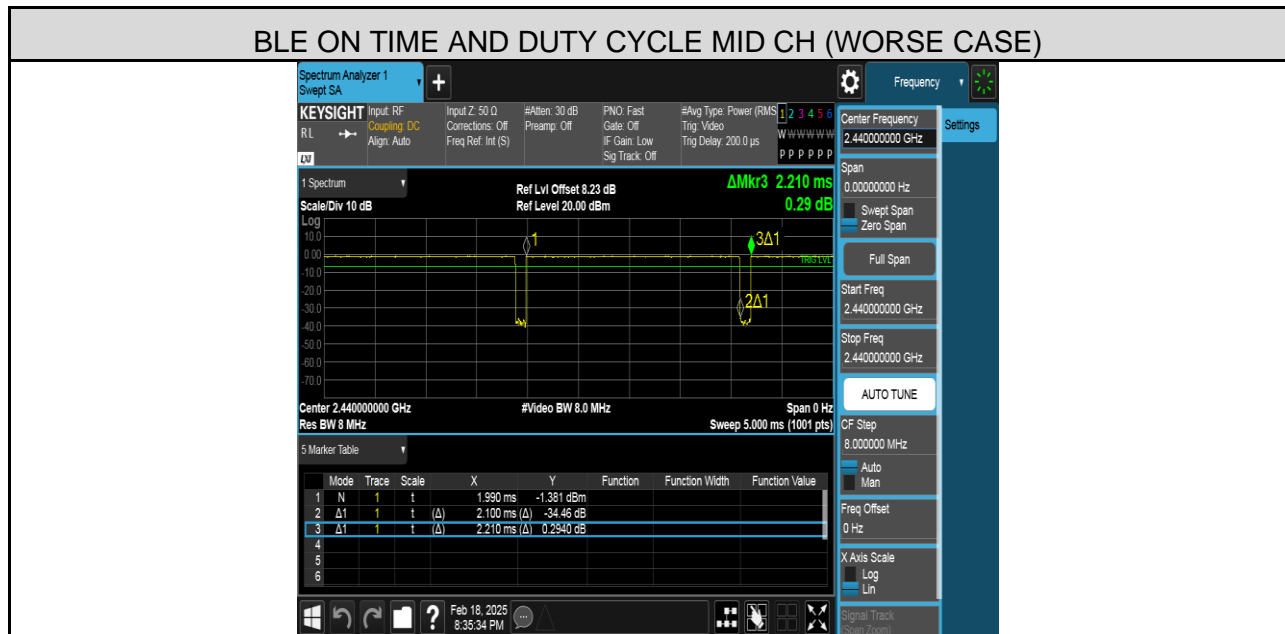 BLE ON TIME AND DUTY CYCLE MID CH (WORSE CASE)
Spectrum Analyzer 1
Swept SA
+
Frequency
KEYSIGHT
RL
LXI
Input: RF
Coupling: DC
Align: Auto
Input Z: 50 Ω
Corrections: Off
Freq Ref: Int (S)
#Atten: 30 dB
Preamp: Off
PNO: Fast
Gate: Off
IF Gain: Low
Sig Track: Off
#Avg Type: Power (RMS
Trig: Video
Trig Delay: 200.0 µs
1 2 3 4 5 6
W W W W W W
P P P P P P
Center Frequency
2.440000000 GHz
Settings
Span
0.00000000 Hz
Swept Span
Zero Span
Full Span
Start Freq
2.440000000 GHz
Stop Freq
2.440000000 GHz
AUTO TUNE
CF Step
8.000000 MHz
Auto
Man
Freq Offset
0 Hz
X Axis Scale
Log
Lin
Signal Track
(Span Zoom)
1 Spectrum
Scale/Div 10 dB
Ref Lvl Offset 8.23 dB
Ref Level 20.00 dBm
ΔMkr3 2.210 ms
0.29 dB
Log
10.0
0.00
-10.0
-20.0
-30.0
-40.0
-50.0
-60.0
-70.0
1
3Δ1
TRIG LVL
2Δ1
Center 2.440000000 GHz
#Video BW 8.0 MHz
Span 0 Hz
Res BW 8 MHz
Sweep 5.000 ms (1001 pts)
5 Marker Table
Mode Trace Scale X Y Function Function Width Function Value
1 N 1 t 1.990 ms -1.381 dBm
2 Δ1 1 t (Δ) 2.100 ms (Δ) -34.46 dB
3 Δ1 1 t (Δ) 2.210 ms (Δ) 0.2940 dB
4
5
6
?
Feb 18, 2025
8:35:34 PM